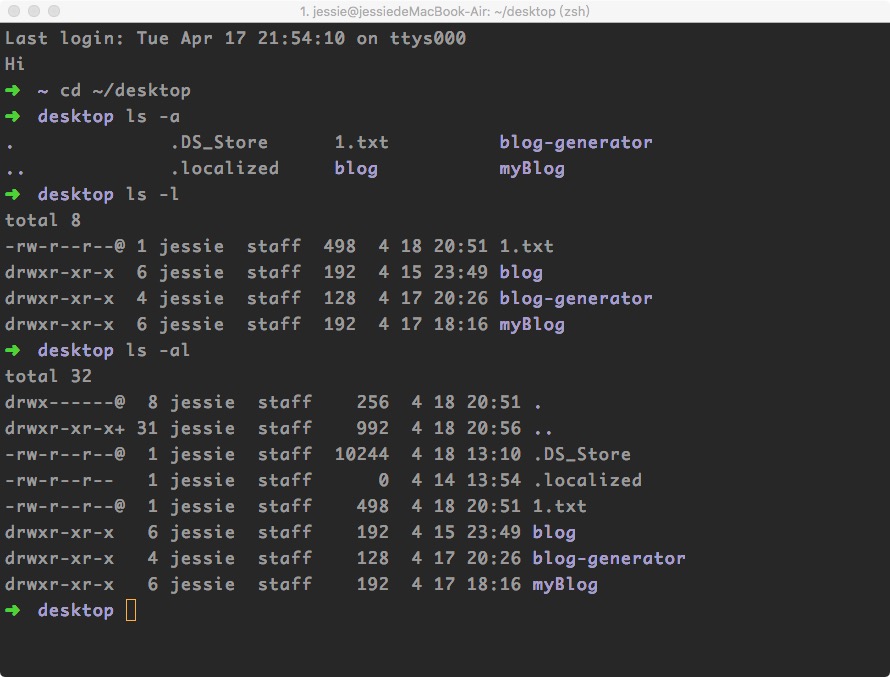 1. jessie@jessiedeMacBook-Air: ~/desktop (zsh)
Last login: Tue Apr 17 21:54:10 on ttys000
Hi
➜  ~ cd ~/desktop
➜  desktop ls -a
.              .DS_Store      1.txt          blog-generator
..             .localized     blog           myBlog
➜  desktop ls -l
total 8
-rw-r--r--@ 1 jessie  staff  498  4 18 20:51 1.txt
drwxr-xr-x  6 jessie  staff  192  4 15 23:49 blog
drwxr-xr-x  4 jessie  staff  128  4 17 20:26 blog-generator
drwxr-xr-x  6 jessie  staff  192  4 17 18:16 myBlog
➜  desktop ls -al
total 32
drwx------@  8 jessie  staff    256  4 18 20:51 .
drwxr-xr-x+ 31 jessie  staff    992  4 18 20:56 ..
-rw-r--r--@  1 jessie  staff  10244  4 18 13:10 .DS_Store
-rw-r--r--   1 jessie  staff      0  4 14 13:54 .localized
-rw-r--r--@  1 jessie  staff    498  4 18 20:51 1.txt
drwxr-xr-x   6 jessie  staff    192  4 15 23:49 blog
drwxr-xr-x   4 jessie  staff    128  4 17 20:26 blog-generator
drwxr-xr-x   6 jessie  staff    192  4 17 18:16 myBlog
➜  desktop